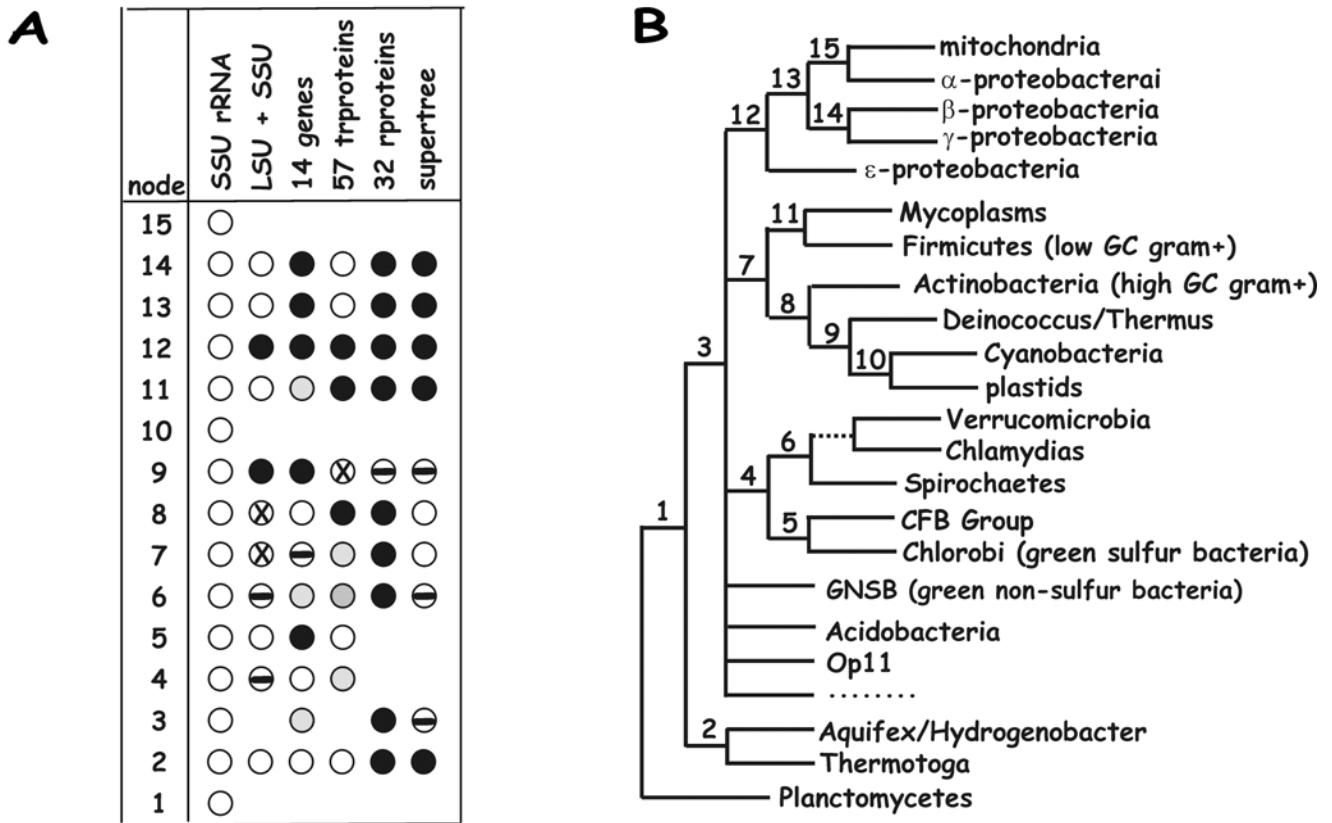 A
node
SSU rRNA
LSU + SSU
14 genes
57 trproteins
32 rproteins
supertree
15
14
13
12
11
10
9
8
7
6
5
4
3
2
1
B
15 mitochondria
13
α-proteobacterai
12
14 β-proteobacteria
γ-proteobacteria
ε-proteobacteria
11 Mycoplasms
Firmicutes (low GC gram+)
7
8 Actinobacteria (high GC gram+)
9 Deinococcus/Thermus
3
10 Cyanobacteria
plastids
Verrucomicrobia
6 Chlamydias
4
Spirochaetes
1
5 CFB Group
Chlorobi (green sulfur bacteria)
GNSB (green non-sulfur bacteria)
Acidobacteria
Op11
........
2 Aquifex/Hydrogenobacter
Thermotoga
Planctomycetes